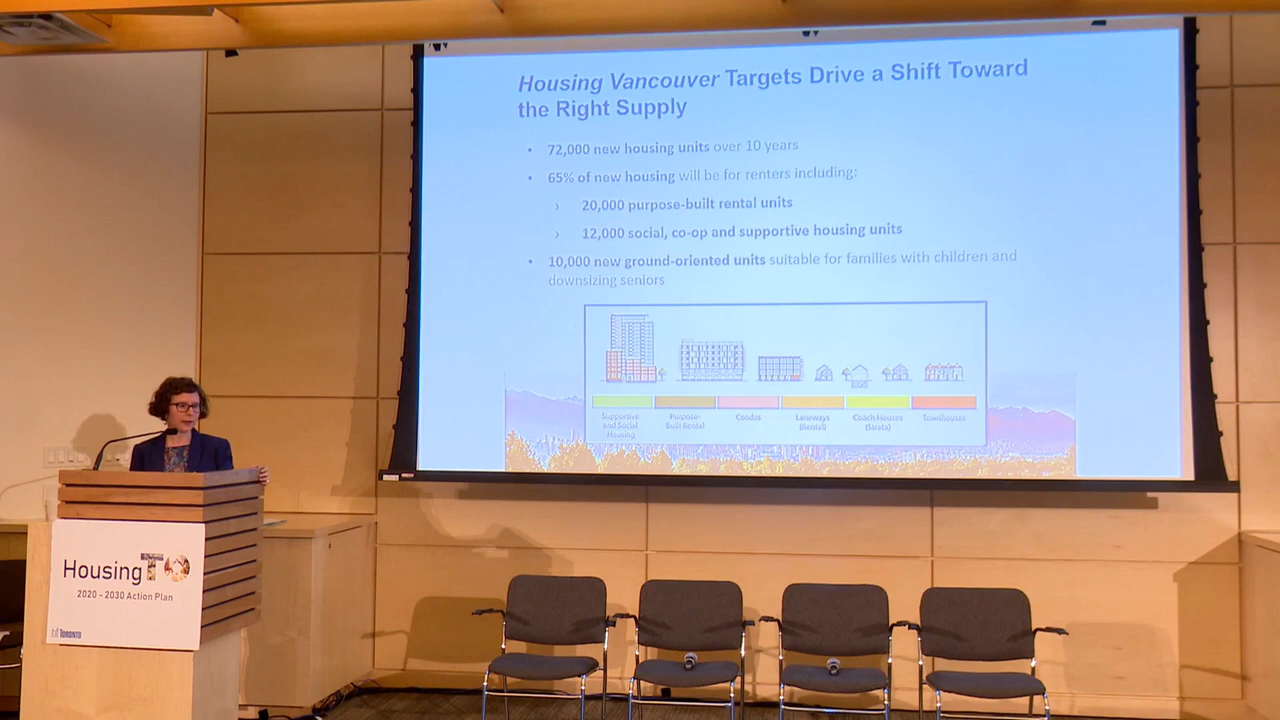 Housing Vancouver Targets Drive a Shift Toward
the Right Supply
• 72,000 new housing units over 10 years
• 65% of new housing will be for renters including:
› 20,000 purpose-built rental units
› 12,000 social, co-op and supportive housing units
• 10,000 new ground-oriented units suitable for families with children and
downsizing seniors
Supportive
and Social
Housing
Purpose-
Built Rental
Condos
Laneways
(Rental)
Coach Houses
(Strata)
Townhouses
HousingTO
2020 - 2030 Action Plan
TORONTO